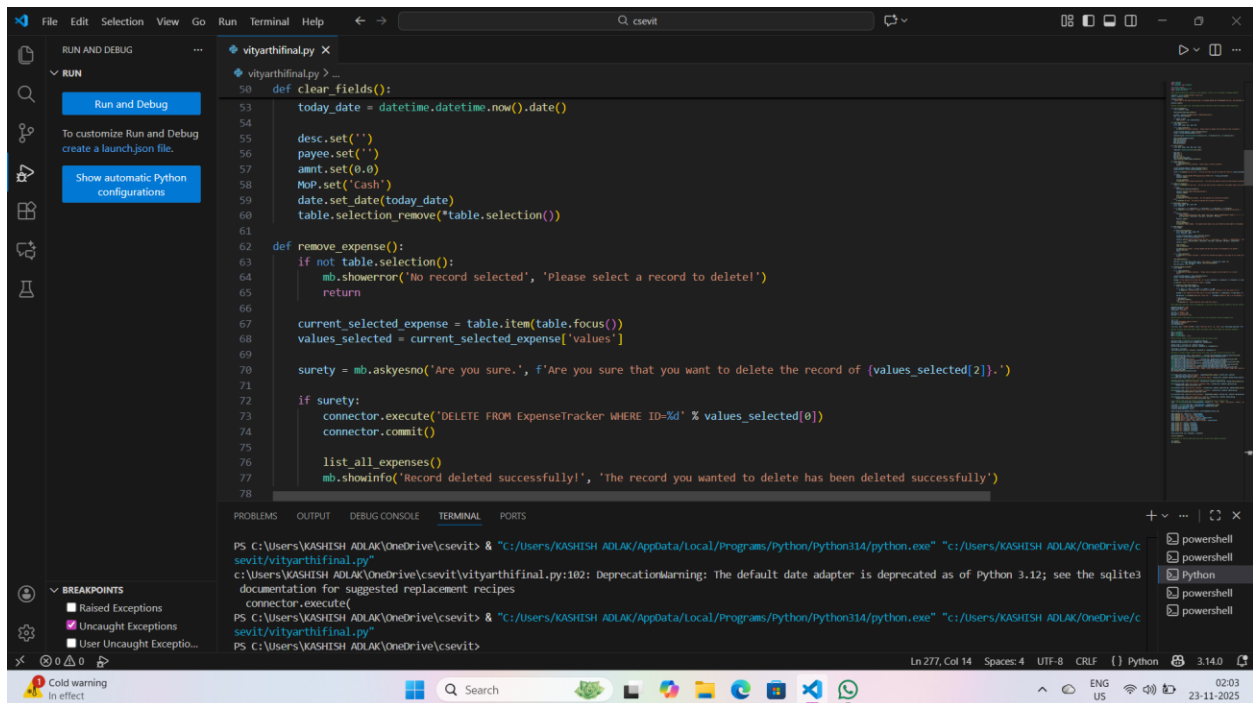 File Edit Selection View Go Run Terminal Help
csevit
RUN AND DEBUG
RUN
Run and Debug
To customize Run and Debug
create a launch.json file.
Show automatic Python
configurations
BREAKPOINTS
Raised Exceptions
Uncaught Exceptions
User Uncaught Exceptio...
vityarthifinal.py
vityarthifinal.py > ...
50 def clear_fields():
53 today_date = datetime.datetime.now().date()
54
55 desc.set('')
56 payee.set('')
57 amnt.set(0.0)
58 MoP.set('Cash')
59 date.set_date(today_date)
60 table.selection_remove(*table.selection())
61
62 def remove_expense():
63 if not table.selection():
64 mb.showerror('No record selected', 'Please select a record to delete!')
65 return
66
67 current_selected_expense = table.item(table.focus())
68 values_selected = current_selected_expense['values']
69
70 surety = mb.askyesno('Are you sure.', f'Are you sure that you want to delete the record of {values_selected[2]}.')
71
72 if surety:
73 connector.execute('DELETE FROM ExpenseTracker WHERE ID=%d' % values_selected[0])
74 connector.commit()
75
76 list_all_expenses()
77 mb.showinfo('Record deleted successfully!', 'The record you wanted to delete has been deleted successfully')
78
PROBLEMS OUTPUT DEBUG CONSOLE TERMINAL PORTS
PS C:\Users\KASHISH ADLAK\OneDrive\csevit> & "C:/Users/KASHISH ADLAK/AppData/Local/Programs/Python/Python314/python.exe" "c:/Users/KASHISH ADLAK/OneDrive/c
sevit/vityarthifinal.py"
c:\Users\KASHISH ADLAK\OneDrive\csevit\vityarthifinal.py:102: DeprecationWarning: The default date adapter is deprecated as of Python 3.12; see the sqlite3
documentation for suggested replacement recipes
connector.execute(
PS C:\Users\KASHISH ADLAK\OneDrive\csevit> & "C:/Users/KASHISH ADLAK/AppData/Local/Programs/Python/Python314/python.exe" "c:/Users/KASHISH ADLAK/OneDrive/c
sevit/vityarthifinal.py"
PS C:\Users\KASHISH ADLAK\OneDrive\csevit>
powershell
powershell
Python
powershell
powershell
0 0 Ln 277, Col 14 Spaces: 4 UTF-8 CRLF {} Python 3.14.0
Cold warning
In effect
Search
ENG
US
02:03
23-11-2025